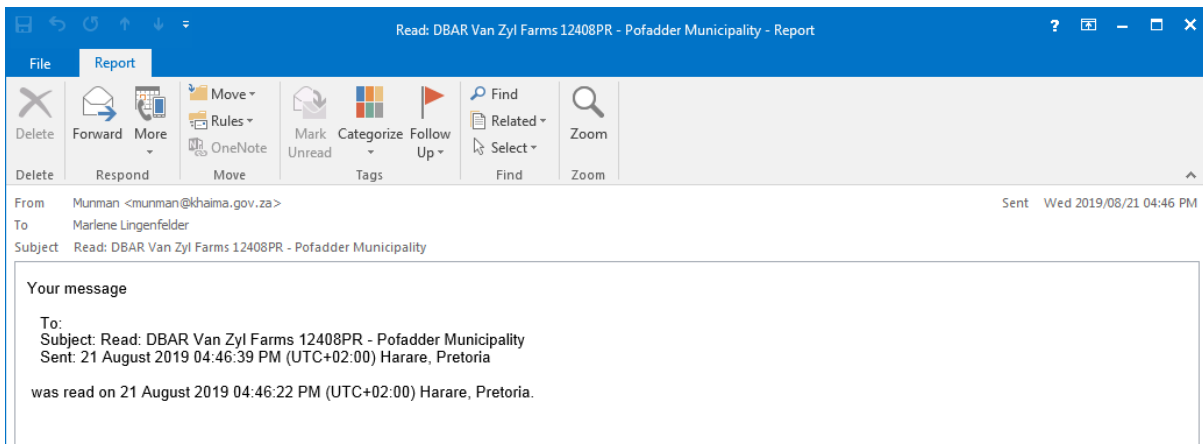 Read: DBAR Van Zyl Farms 12408PR - Pofadder Municipality - Report
File Report
Delete Forward More Move Rules OneNote Mark Unread Categorize Follow Up Find Related Select Zoom
Delete Respond Move Tags Find Zoom
From Munman <munman@khaima.gov.za> Sent Wed 2019/08/21 04:46 PM
To Marlene Lingenfelder
Subject Read: DBAR Van Zyl Farms 12408PR - Pofadder Municipality
Your message
To:
Subject: Read: DBAR Van Zyl Farms 12408PR - Pofadder Municipality
Sent: 21 August 2019 04:46:39 PM (UTC+02:00) Harare, Pretoria
was read on 21 August 2019 04:46:22 PM (UTC+02:00) Harare, Pretoria.